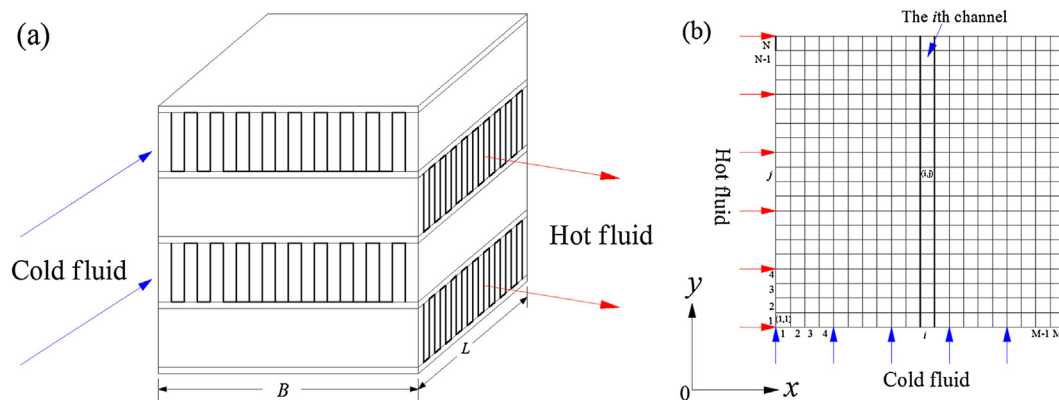 (a)
Cold fluid
Hot fluid
B
L
(b)
The ith channel
N
N-1
Hot fluid
j
(i,j)
4
3
2
1
(1,1)
1 2 3 4
i
M-1 M
y
0
x
Cold fluid